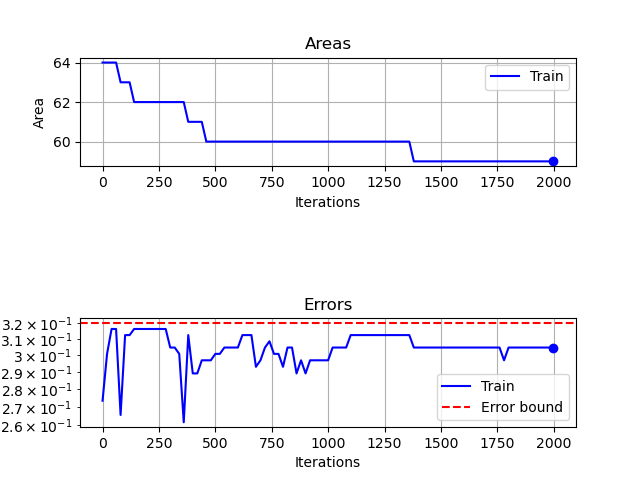 Areas
64
62
60
Area
Train
0 250 500 750 1000 1250 1500 1750 2000
Iterations
Errors
3.2 × 10⁻¹
3.1 × 10⁻¹
3 × 10⁻¹
2.9 × 10⁻¹
2.8 × 10⁻¹
2.7 × 10⁻¹
2.6 × 10⁻¹
Train
Error bound
0 250 500 750 1000 1250 1500 1750 2000
Iterations